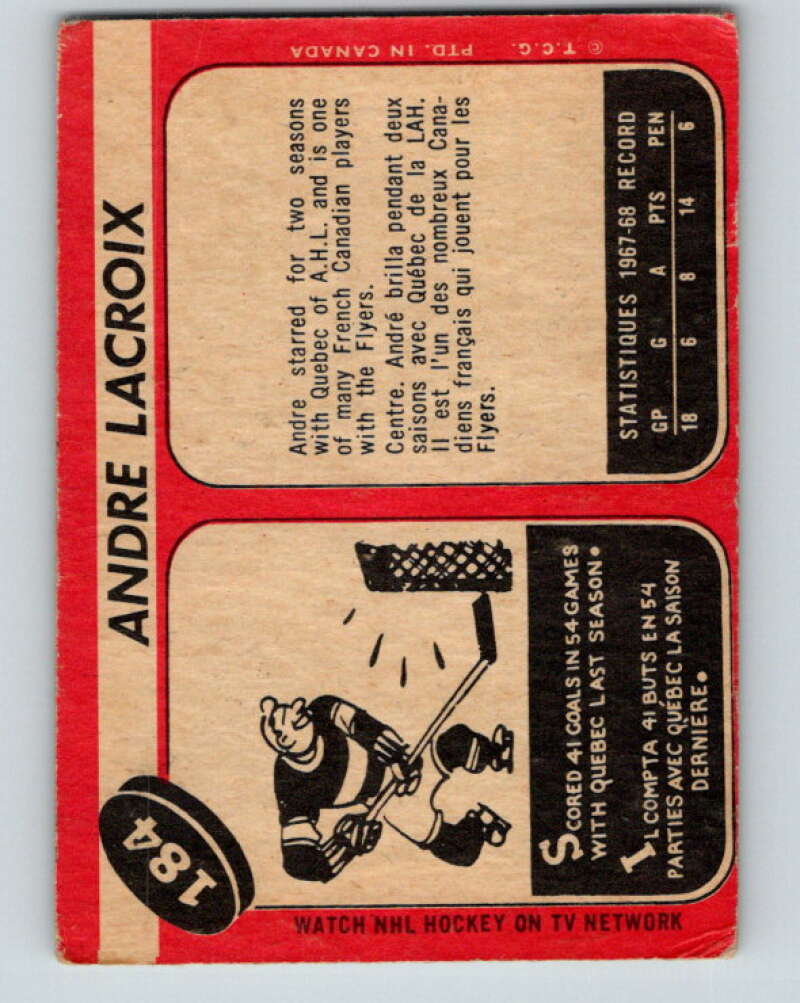 184
ANDRE LACROIX
SCORED 41 GOALS IN 54 GAMES
WITH QUEBEC LAST SEASON.
IL COMPTA 41 BUTS EN 54
PARTIES AVEC QUÉBEC LA SAISON
DERNIÈRE.
WATCH NHL HOCKEY ON TV NETWORK
Andre starred for two seasons
with Quebec of A.H.L. and is one
of many French Canadian players
with the Flyers.
Centre. André brilla pendant deux
saisons avec Québec de la LAH.
Il est l'un des nombreux Cana-
diens français qui jouent pour les
Flyers.
STATISTIQUES 1967-68 RECORD
GP G A PTS PEN
18 6 8 14 6
© T.C.G. PTD. IN CANADA